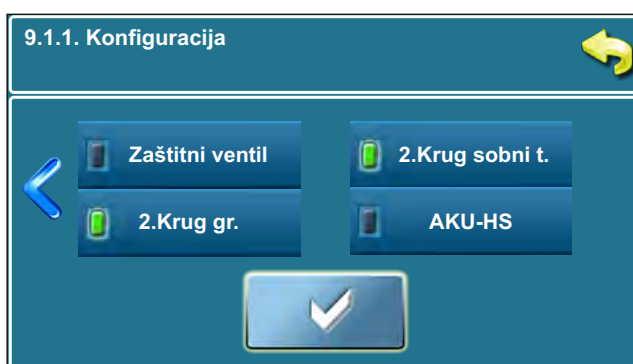 9.1.1. Konfiguracija
Zaštitni ventil
2.Krug sobni t.
2.Krug gr.
AKU-HS